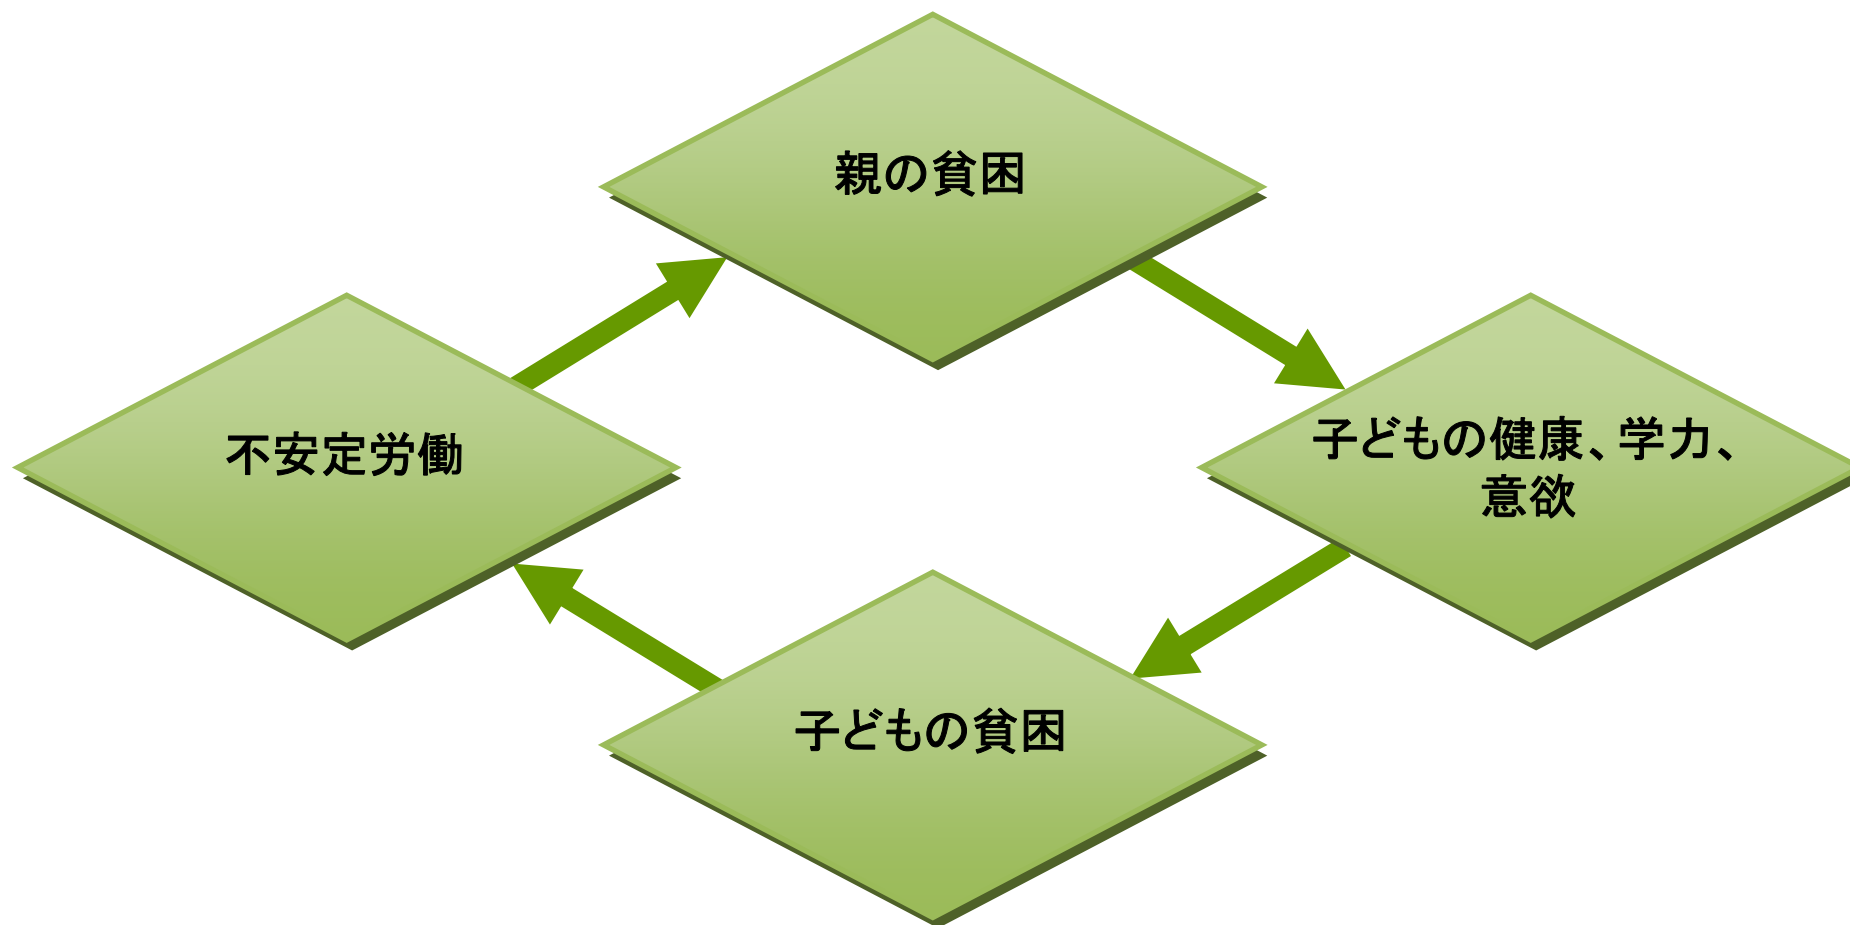 親の貧困
子どもの健康、学力、
意欲
不安定労働
子どもの貧困